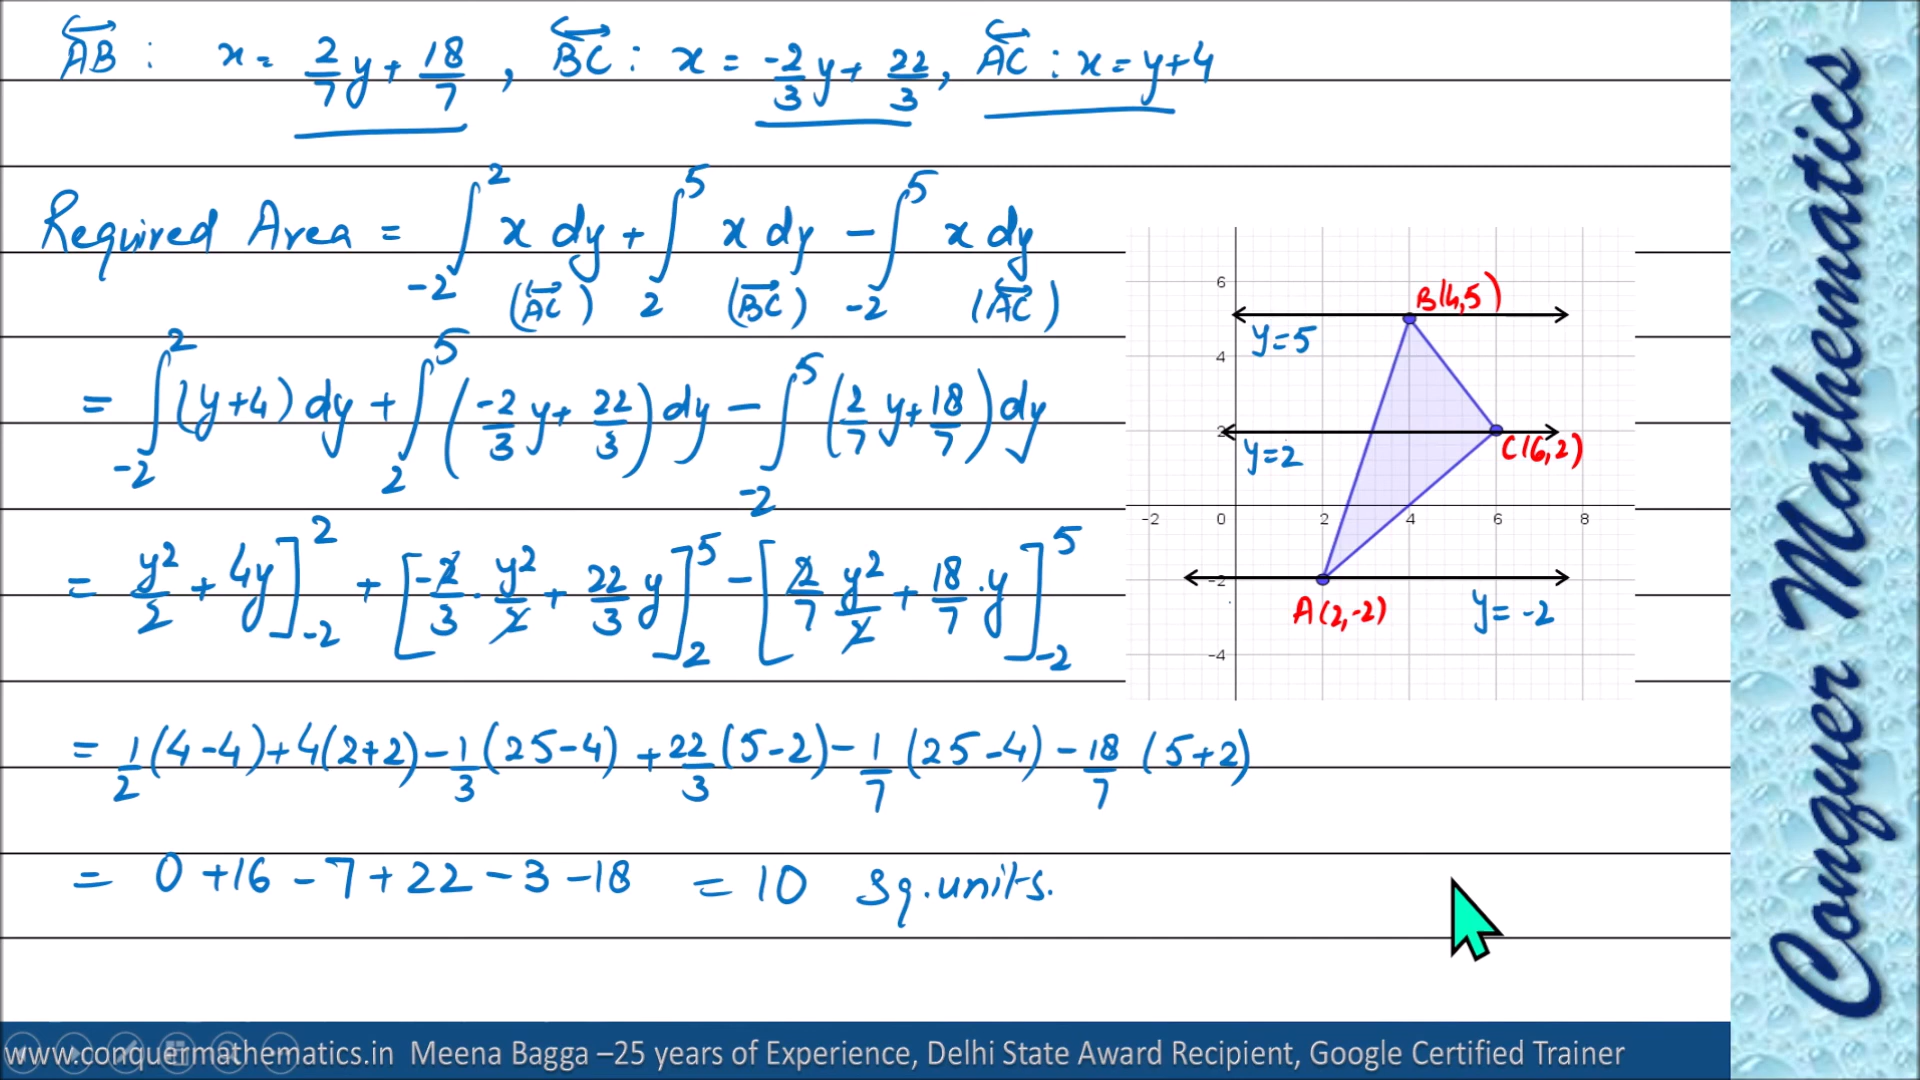 AB : x = 2/7 y + 18/7 , BC : x = -2/3 y + 22/3 , AC : x = y+4
Required Area = ∫_{-2}^{2} x dy + ∫_{2}^{5} x dy - ∫_{-2}^{5} x dy
(AC) (BC) (AC)
= ∫_{-2}^{2} (y+4) dy + ∫_{2}^{5} (-2/3 y + 22/3) dy - ∫_{-2}^{5} (2/7 y + 18/7) dy
= y²/2 + 4y]_{-2}^{2} + [-2/3 . y²/2 + 22/3 y]_{2}^{5} - [2/7 y²/2 + 18/7 . y]_{-2}^{5}
= 1/2 (4-4) + 4(2+2) - 1/3 (25-4) + 22/3 (5-2) - 1/7 (25-4) - 18/7 (5+2)
= 0 +16 - 7 + 22 - 3 - 18 = 10 Sq. units.
6
B(4,5)
y=5
4
2
y=2
C(6,2)
-2 0 2 4 6 8
-2
A(2,-2)
y= -2
-4
Conquer Mathematics
www.conquermathematics.in Meena Bagga –25 years of Experience, Delhi State Award Recipient, Google Certified Trainer